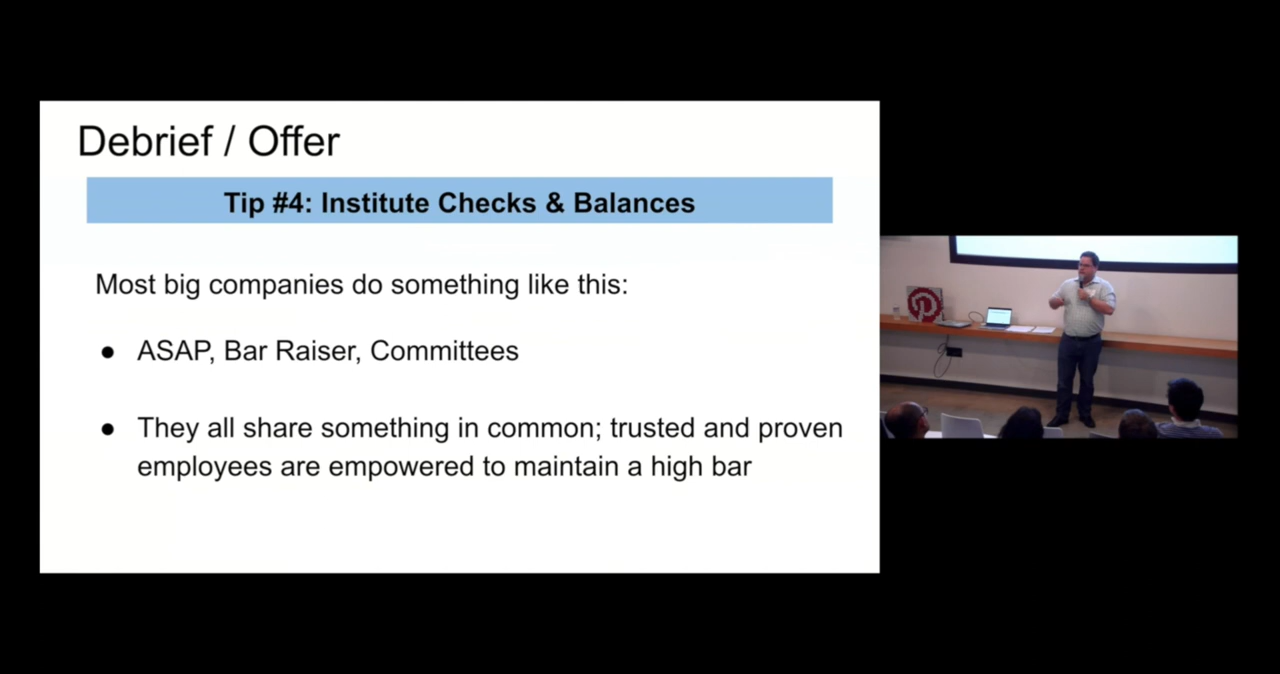 Debrief / Offer
Tip #4: Institute Checks & Balances
Most big companies do something like this:
● ASAP, Bar Raiser, Committees
● They all share something in common; trusted and proven
employees are empowered to maintain a high bar